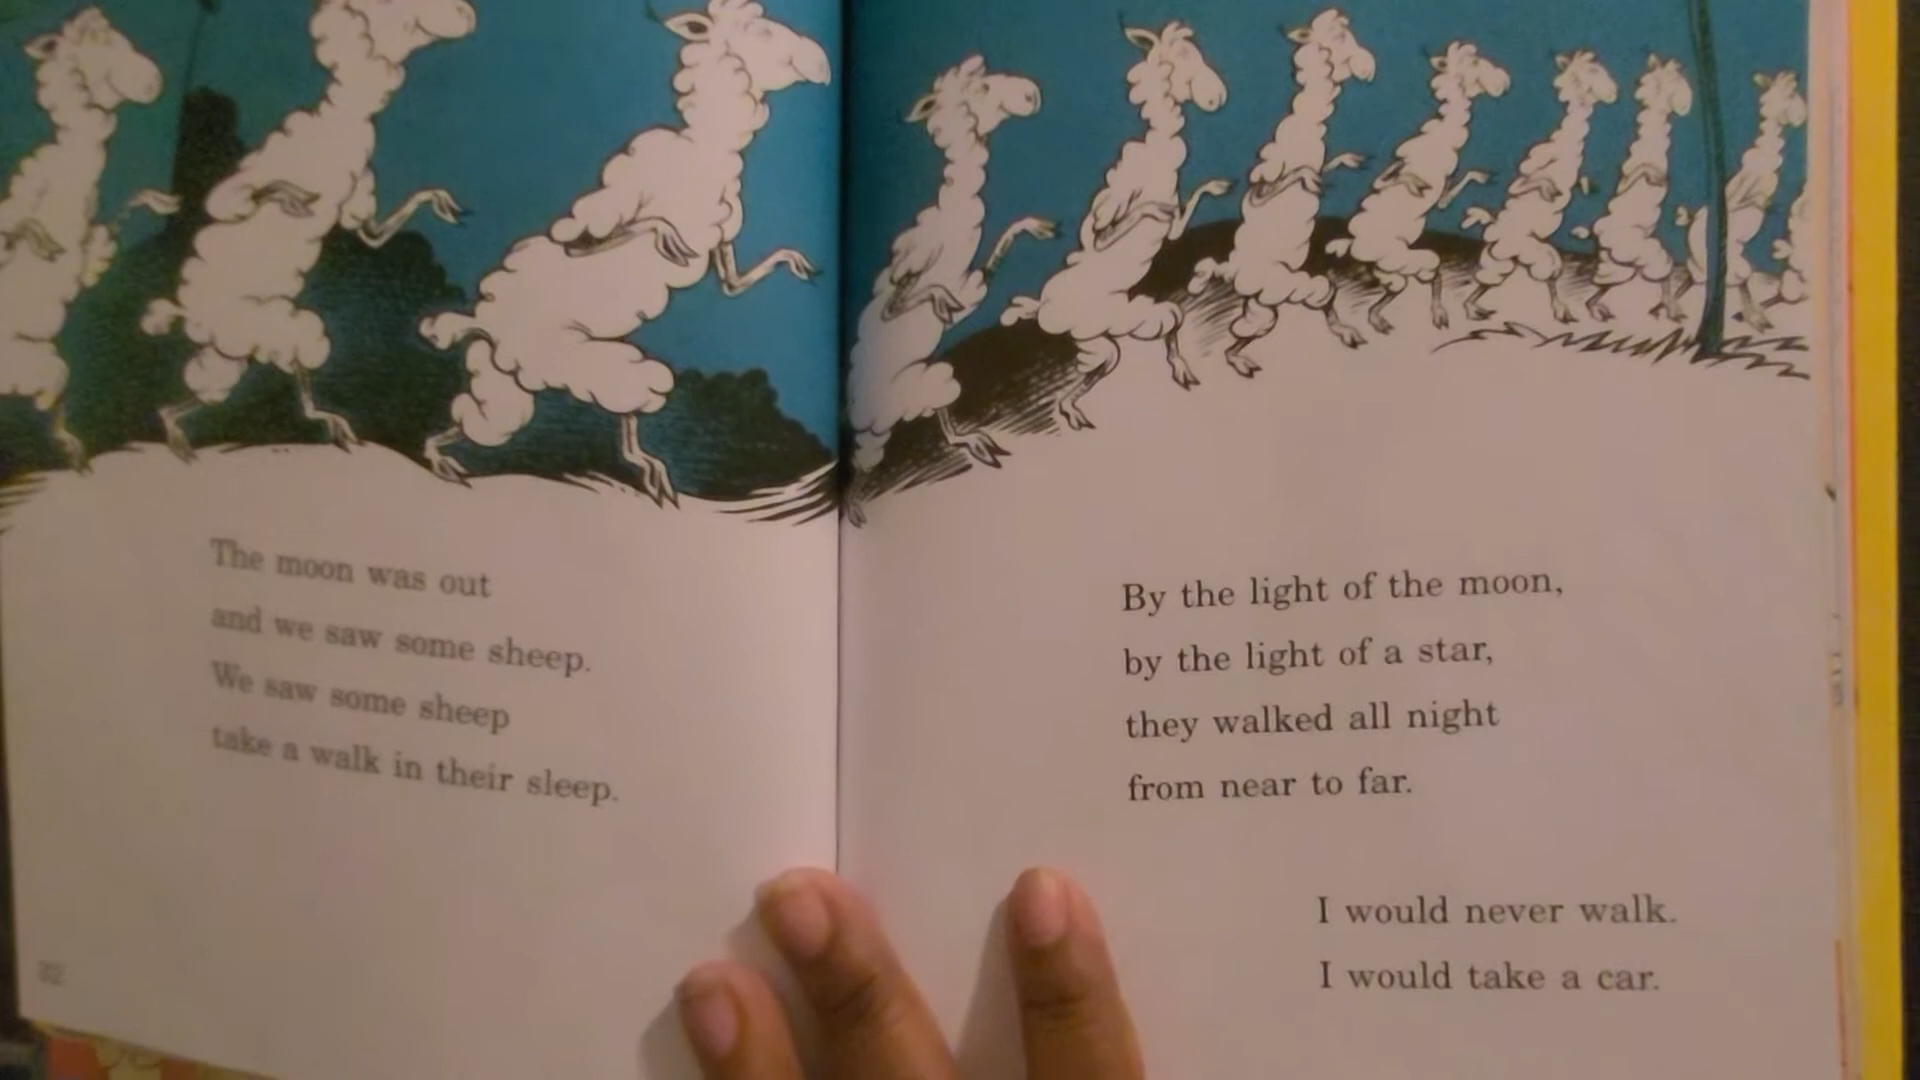 The moon was out
and we saw some sheep.
We saw some sheep
take a walk in their sleep.
32
By the light of the moon,
by the light of a star,
they walked all night
from near to far.
I would never walk.
I would take a car.